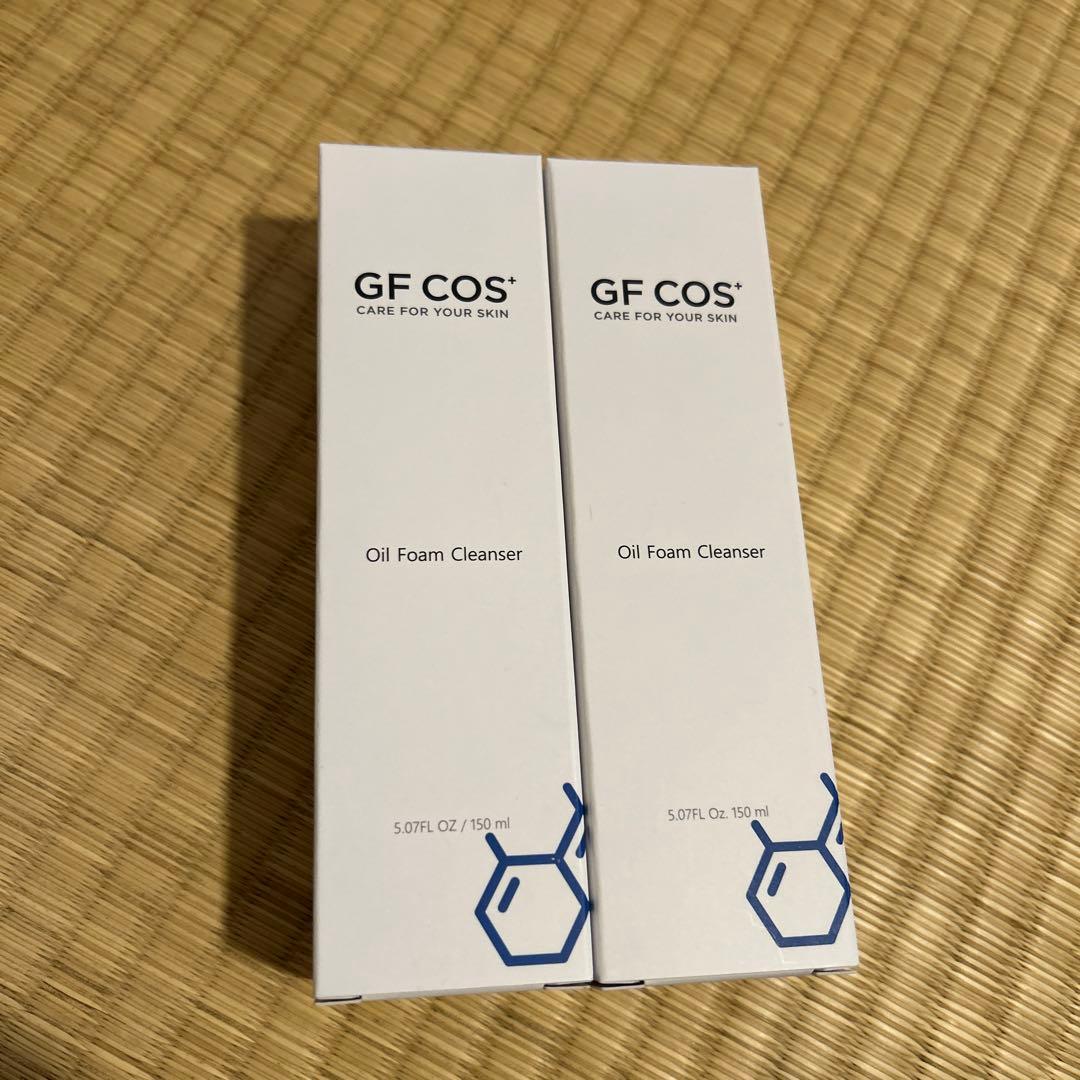 GF COS+
CARE FOR YOUR SKIN
Oil Foam Cleanser
5.07FL OZ / 150 ml
GF COS+
CARE FOR YOUR SKIN
Oil Foam Cleanser
5.07FL Oz. 150 ml